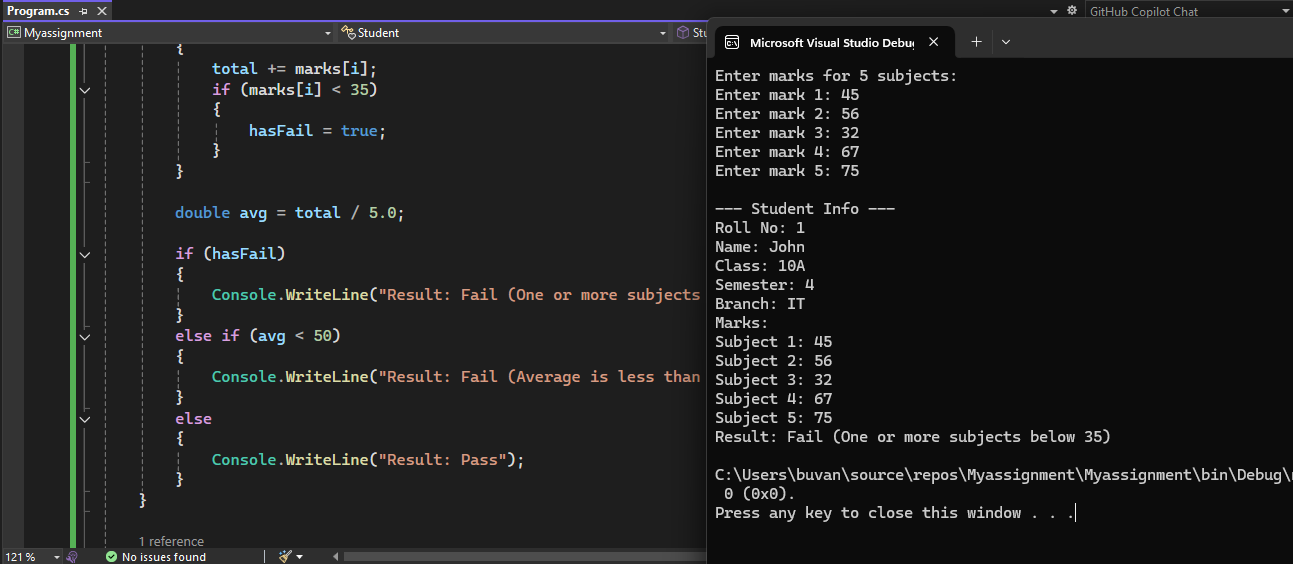 Program.cs
GitHub Copilot Chat
Myassignment
Student
{
total += marks[i];
if (marks[i] < 35)
{
hasFail = true;
}
}
double avg = total / 5.0;
if (hasFail)
{
Console.WriteLine("Result: Fail (One or more subjects
}
else if (avg < 50)
{
Console.WriteLine("Result: Fail (Average is less than
}
else
{
Console.WriteLine("Result: Pass");
}
}
1 reference
121 %
No issues found
Microsoft Visual Studio Debug
Enter marks for 5 subjects:
Enter mark 1: 45
Enter mark 2: 56
Enter mark 3: 32
Enter mark 4: 67
Enter mark 5: 75
--- Student Info ---
Roll No: 1
Name: John
Class: 10A
Semester: 4
Branch: IT
Marks:
Subject 1: 45
Subject 2: 56
Subject 3: 32
Subject 4: 67
Subject 5: 75
Result: Fail (One or more subjects below 35)
C:\Users\buvan\source\repos\Myassignment\Myassignment\bin\Debug\
0 (0x0).
Press any key to close this window . . .